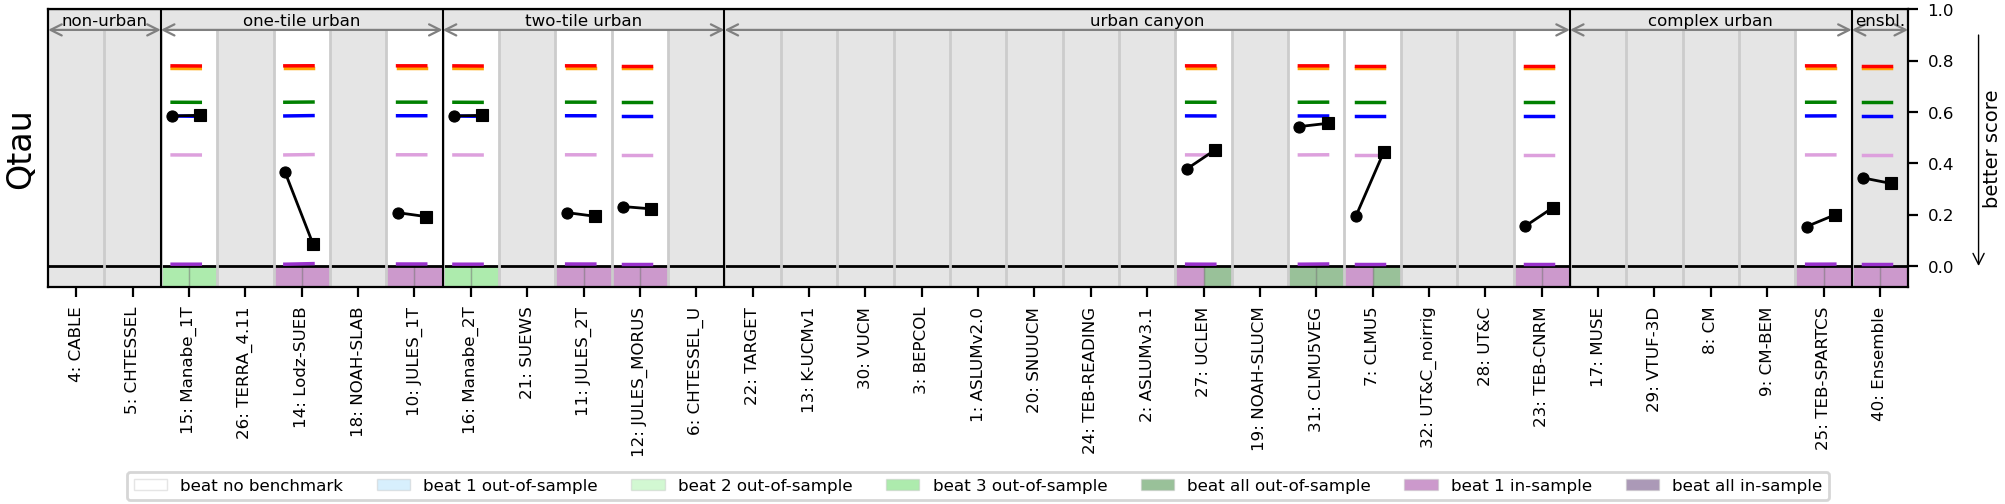 non-urban one-tile urban two-tile urban urban canyon complex urban ensbl.
Qtau
1.0
0.8
0.6
0.4
0.2
0.0
better score
4: CABLE
5: CHTESSEL
15: Manabe_1T
26: TERRA_4.11
14: Lodz-SUEB
18: NOAH-SLAB
10: JULES_1T
16: Manabe_2T
21: SUEWS
11: JULES_2T
12: JULES_MORUS
6: CHTESSEL_U
22: TARGET
13: K-UCMv1
30: VUCM
3: BEPCOL
1: ASLUMv2.0
20: SNUUCM
24: TEB-READING
2: ASLUMv3.1
27: UCLEM
19: NOAH-SLUCM
31: CLMU5VEG
7: CLMU5
32: UT&C_noirrig
28: UT&C
23: TEB-CNRM
17: MUSE
29: VTUF-3D
8: CM
9: CM-BEM
25: TEB-SPARTCS
40: Ensemble
beat no benchmark beat 1 out-of-sample beat 2 out-of-sample beat 3 out-of-sample beat all out-of-sample beat 1 in-sample beat all in-sample